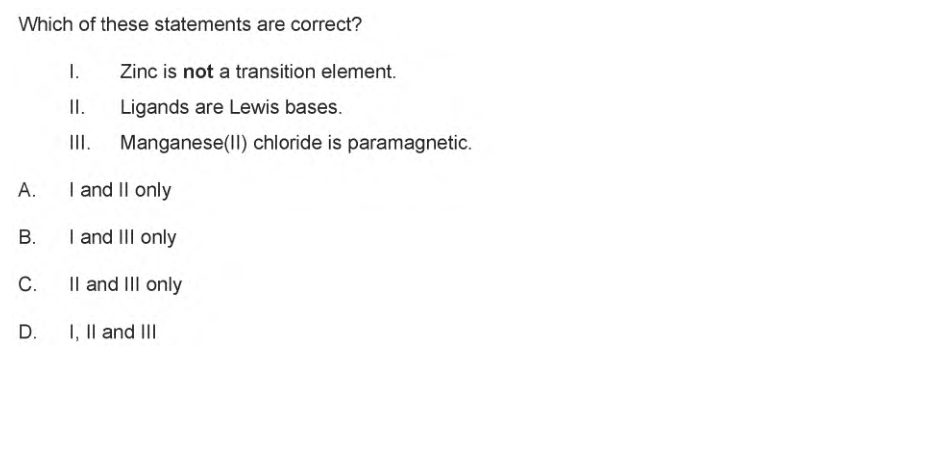 Which of these statements are correct?
I. Zinc is not a transition element.
II. Ligands are Lewis bases.
III. Manganese(II) chloride is paramagnetic.
A. I and II only
B. I and III only
C. II and III only
D. I, II and III